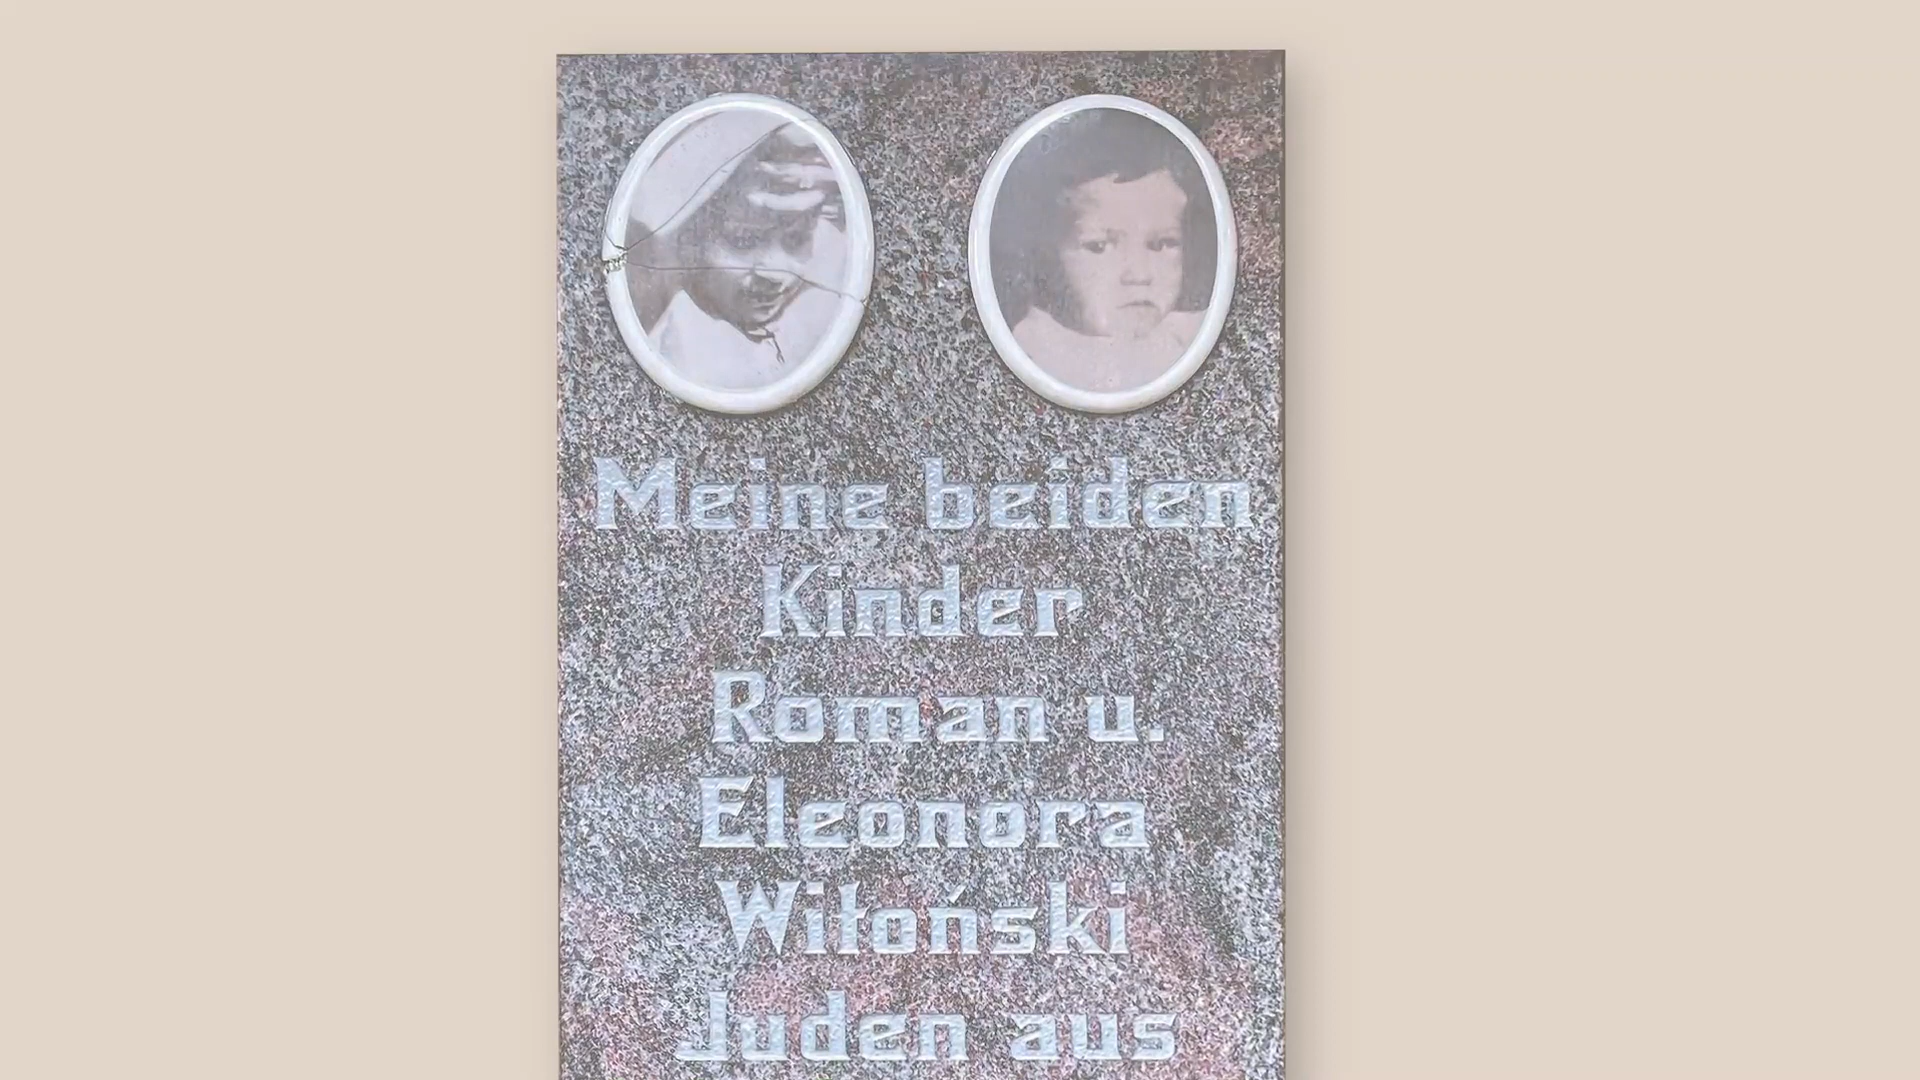 Meine beiden
Kinder
Roman u.
Eleonora
Witoński
Juden aus